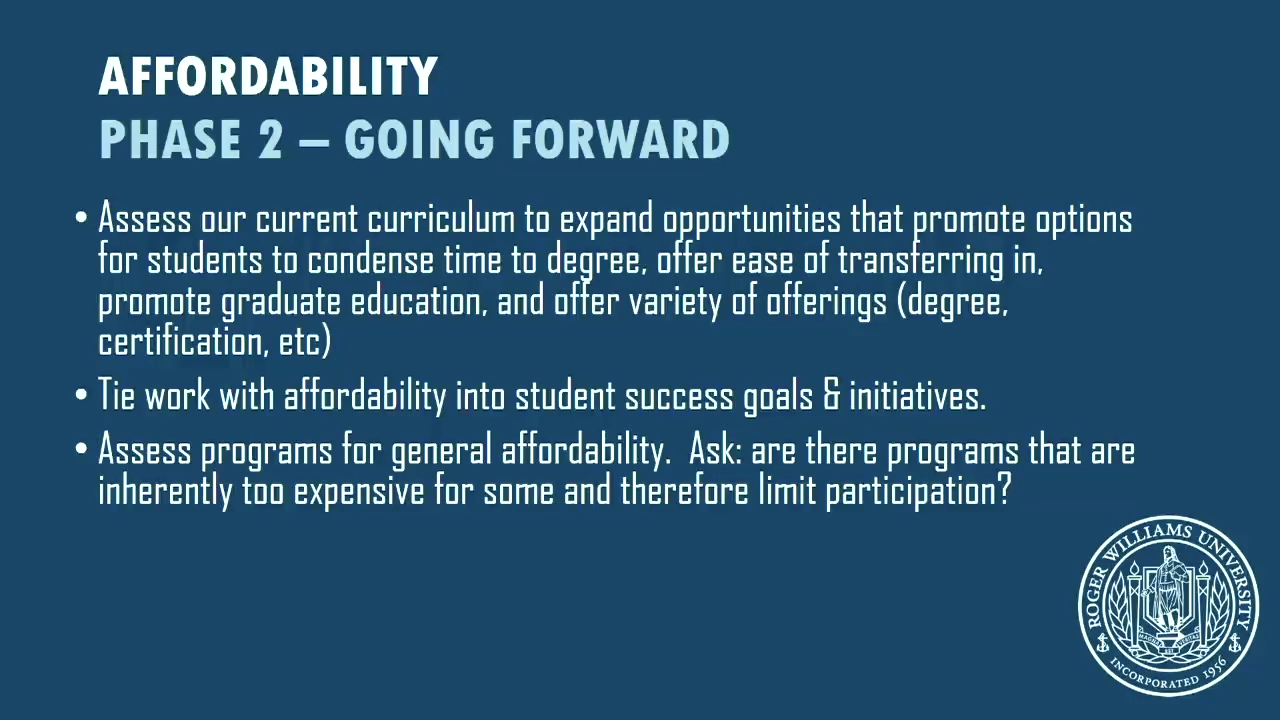 AFFORDABILITY
PHASE 2 – GOING FORWARD
• Assess our current curriculum to expand opportunities that promote options
for students to condense time to degree, offer ease of transferring in,
promote graduate education, and offer variety of offerings (degree,
certification, etc)
• Tie work with affordability into student success goals & initiatives.
• Assess programs for general affordability.  Ask: are there programs that are
inherently too expensive for some and therefore limit participation?
ROGER WILLIAMS UNIVERSITY
INCORPORATED 1956